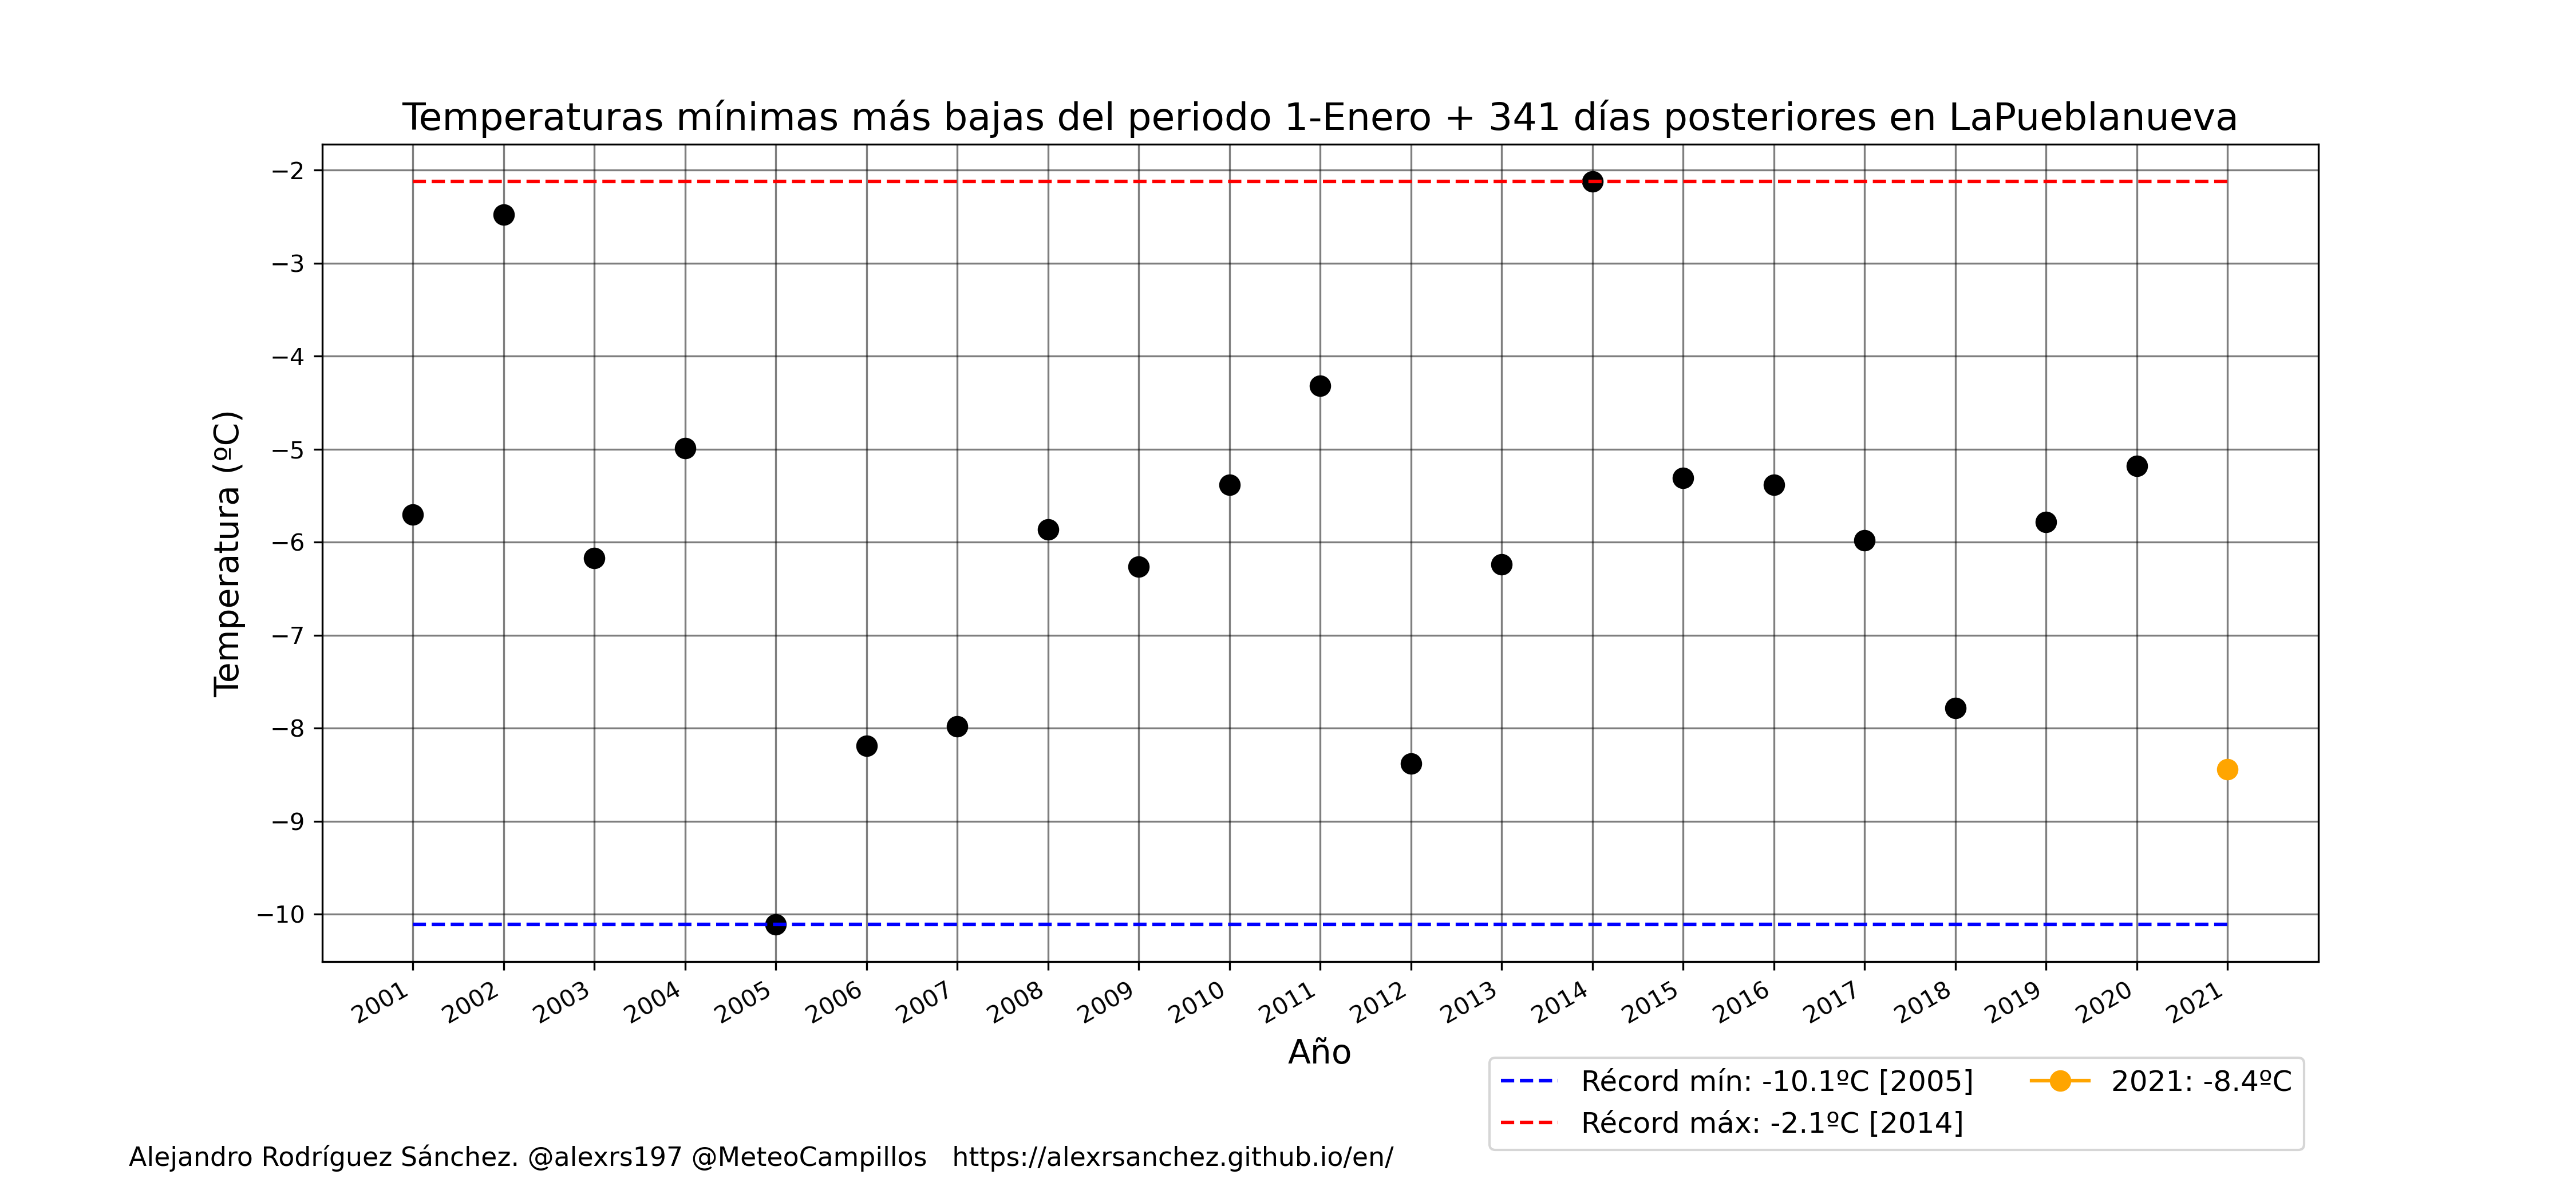 Temperaturas mínimas más bajas del periodo 1-Enero + 341 días posteriores en LaPueblanueva
Temperatura (ºC)
−2
−3
−4
−5
−6
−7
−8
−9
−10
2001 2002 2003 2004 2005 2006 2007 2008 2009 2010 2011 2012 2013 2014 2015 2016 2017 2018 2019 2020 2021
Año
Récord mín: -10.1ºC [2005]
Récord máx: -2.1ºC [2014]
2021: -8.4ºC
Alejandro Rodríguez Sánchez. @alexrs197 @MeteoCampillos https://alexrsanchez.github.io/en/